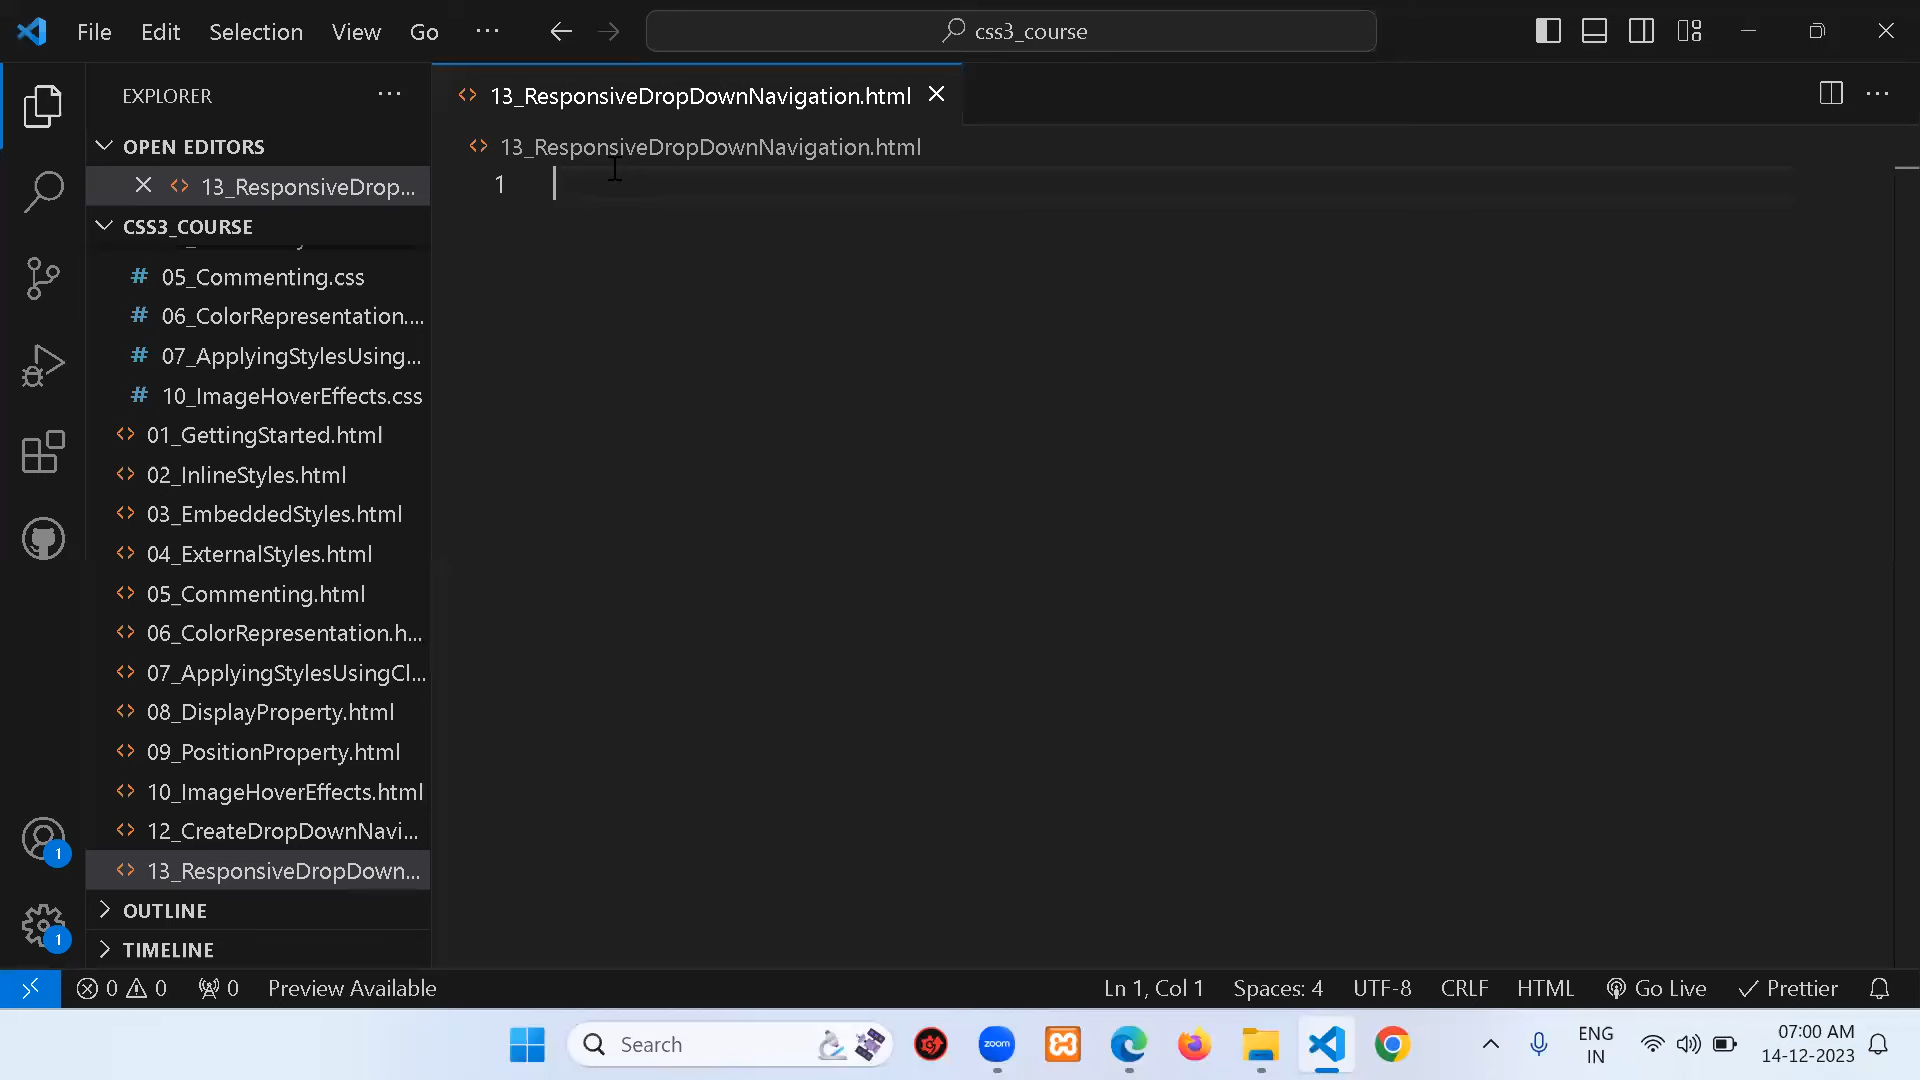 File Edit Selection View Go ··· css3_course
EXPLORER ···
13_ResponsiveDropDownNavigation.html
OPEN EDITORS
13_ResponsiveDropDownNavigation.html
13_ResponsiveDrop...
1
CSS3_COURSE
# 05_Commenting.css
# 06_ColorRepresentation....
# 07_ApplyingStylesUsing...
# 10_ImageHoverEffects.css
01_GettingStarted.html
02_InlineStyles.html
03_EmbeddedStyles.html
04_ExternalStyles.html
05_Commenting.html
06_ColorRepresentation.h...
07_ApplyingStylesUsingCl...
08_DisplayProperty.html
09_PositionProperty.html
10_ImageHoverEffects.html
12_CreateDropDownNavi...
1
13_ResponsiveDropDown...
OUTLINE
1
TIMELINE
0 0 0 Preview Available Ln 1, Col 1 Spaces: 4 UTF-8 CRLF HTML Go Live Prettier
Search
zoom
ENG
IN
07:00 AM
14-12-2023